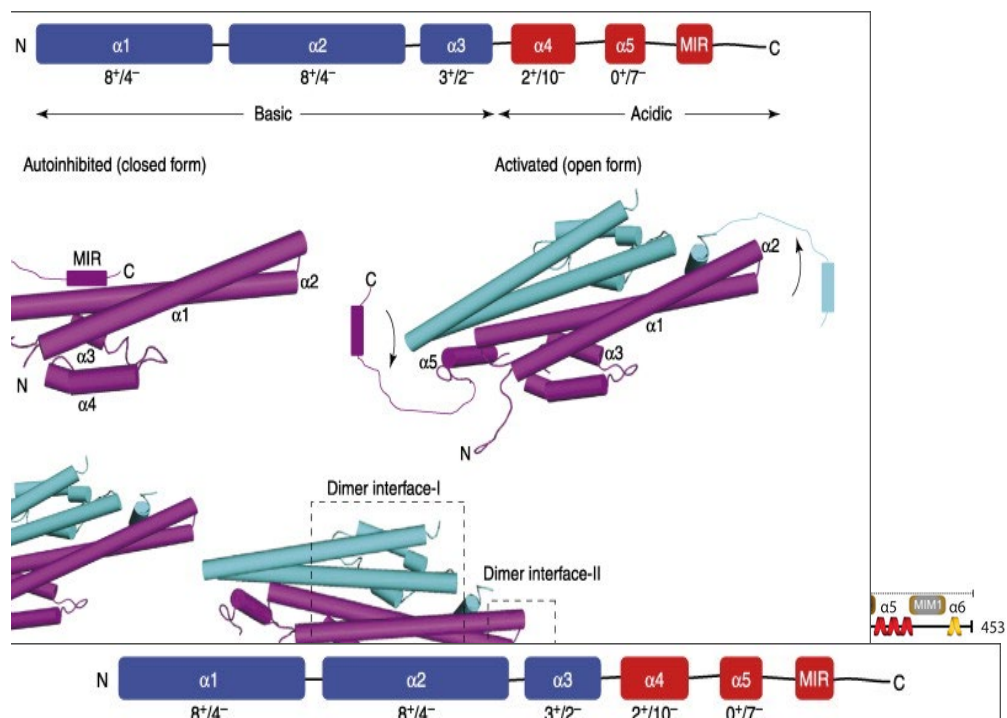 N α1 α2 α3 α4 α5 MIR C
8⁺/4⁻ 8⁺/4⁻ 3⁺/2⁻ 2⁺/10⁻ 0⁺/7⁻
Basic Acidic
Autoinhibited (closed form) Activated (open form)
MIR C α2 α1 α3 N α4
C α2 α1 α5 α3 N
Dimer interface-I
Dimer interface-II
α5 MIM1 α6
453
N α1 α2 α3 α4 α5 MIR C
8⁺/4⁻ 8⁺/4⁻ 3⁺/2⁻ 2⁺/10⁻ 0⁺/7⁻